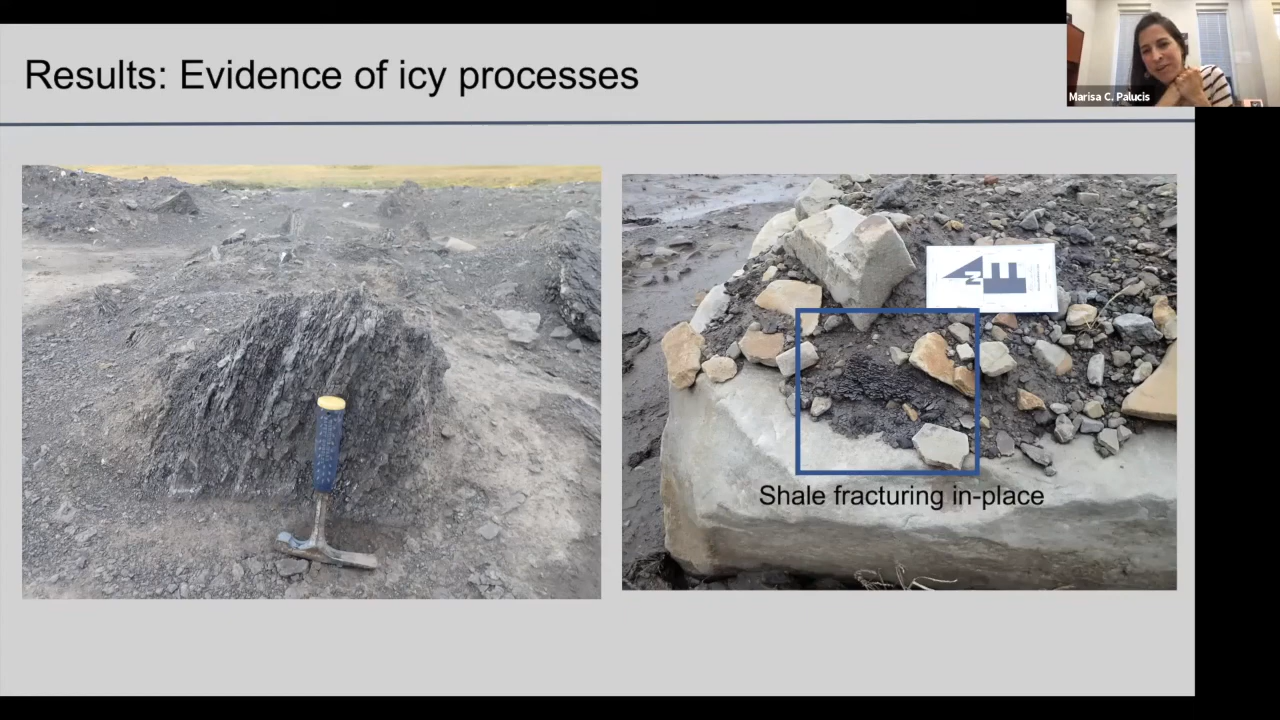 Results: Evidence of icy processes
Marisa C. Palucis
N
Shale fracturing in-place